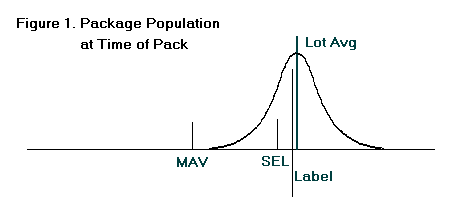 Figure 1. Package Population
at Time of Pack
Lot Avg
MAV
SEL
Label